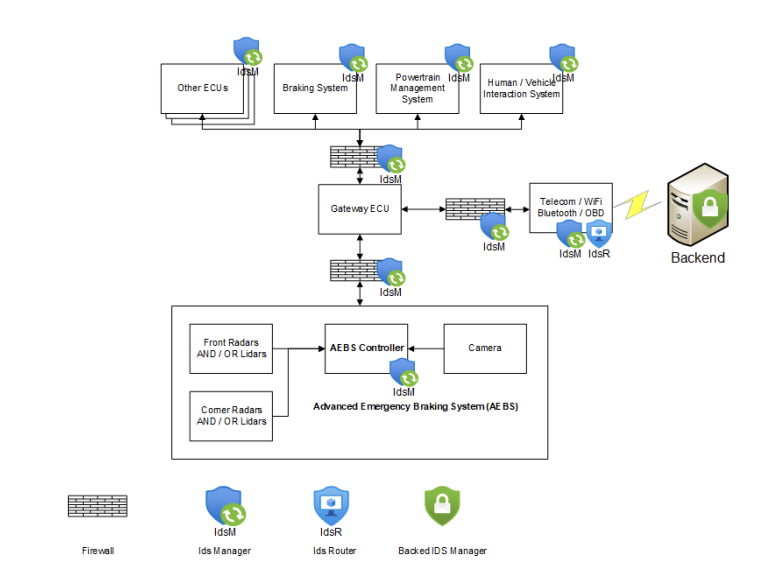 IdsM
IdsM
IdsM
IdsM
Other ECUs
Braking System
Powertrain
Management
System
Human / Vehicle
Interaction System
IdsM
Gateway ECU
IdsM
Telecom / WiFi
Bluetooth / OBD
IdsM
IdsR
Backend
IdsM
Front Radars
AND / OR Lidars
AEBS Controller
Camera
IdsM
Corner Radars
AND / OR Lidars
Advanced Emergency Braking System (AEBS)
IdsM
IdsR
Firewall
Ids Manager
Ids Router
Backed IDS Manager